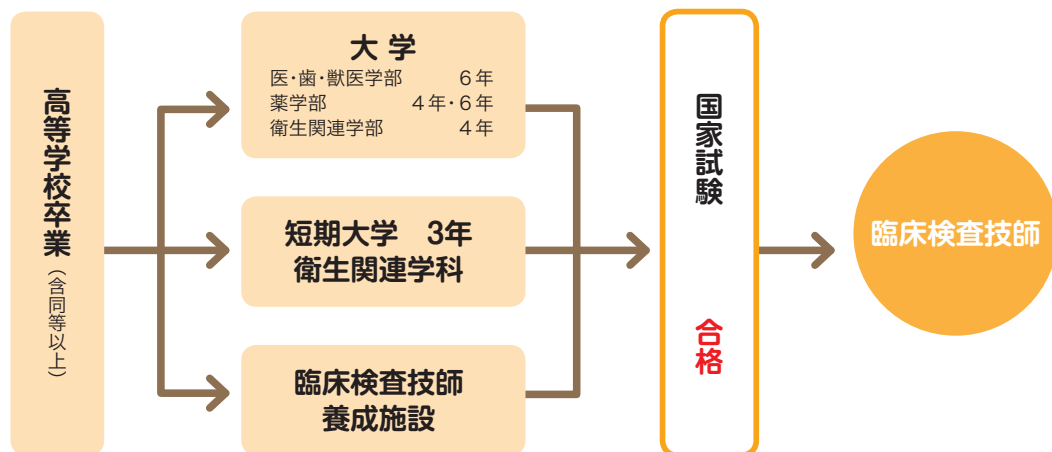 高等学校卒業
（含同等以上）
大 学
医・歯・獣医学部 6年
薬学部 4年・6年
衛生関連学部 4年
短期大学 3年
衛生関連学科
臨床検査技師
養成施設
国家試験
合格
臨床検査技師